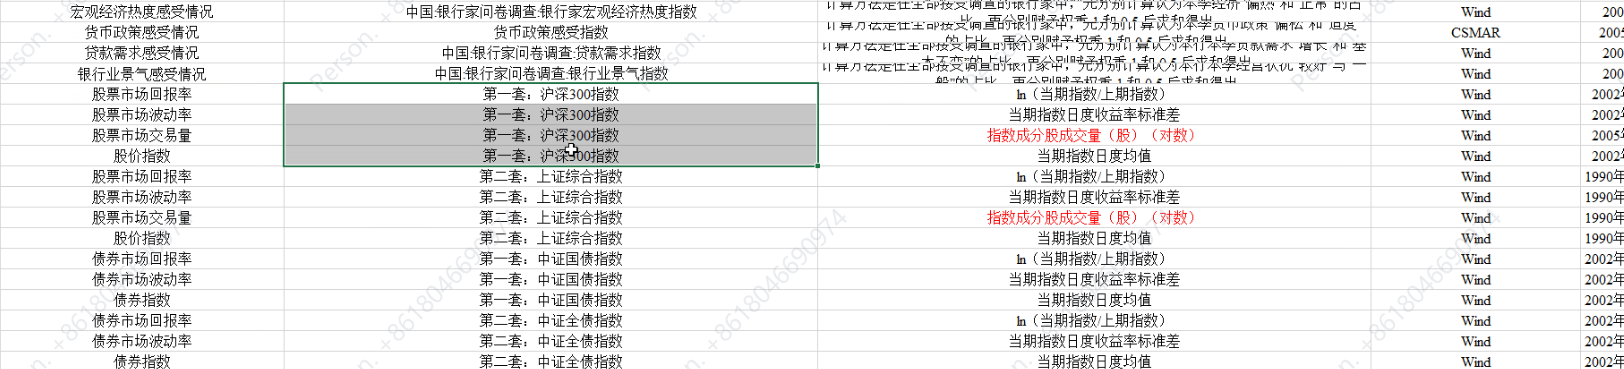 宏观经济热度感受情况 中国:银行家问卷调查:银行家宏观经济热度指数 Wind 200
货币政策感受情况 货币政策感受指数 CSMAR 2005
贷款需求感受情况 中国:银行家问卷调查:贷款需求指数 Wind 200
银行业景气感受情况 中国:银行家问卷调查:银行业景气指数 Wind 200
股票市场回报率 第一套：沪深300指数 ln（当期指数/上期指数） Wind 2002
股票市场波动率 第一套：沪深300指数 当期指数日度收益率标准差 Wind 2002
股票市场交易量 第一套：沪深300指数 指数成分股成交量（股）（对数） Wind 2005
股价指数 第一套：沪深300指数 当期指数日度均值 Wind 2002
股票市场回报率 第二套：上证综合指数 ln（当期指数/上期指数） Wind 1990年
股票市场波动率 第二套：上证综合指数 当期指数日度收益率标准差 Wind 1990年
股票市场交易量 第二套：上证综合指数 指数成分股成交量（股）（对数） Wind 1990年
股价指数 第二套：上证综合指数 当期指数日度均值 Wind 1990年
债券市场回报率 第一套：中证国债指数 ln（当期指数/上期指数） Wind 2002年
债券市场波动率 第一套：中证国债指数 当期指数日度收益率标准差 Wind 2002年
债券指数 第一套：中证国债指数 当期指数日度均值 Wind 2002年
债券市场回报率 第二套：中证全债指数 ln（当期指数/上期指数） Wind 2002年
债券市场波动率 第二套：中证全债指数 当期指数日度收益率标准差 Wind 2002年
债券指数 第二套：中证全债指数 当期指数日度均值 Wind 2002年